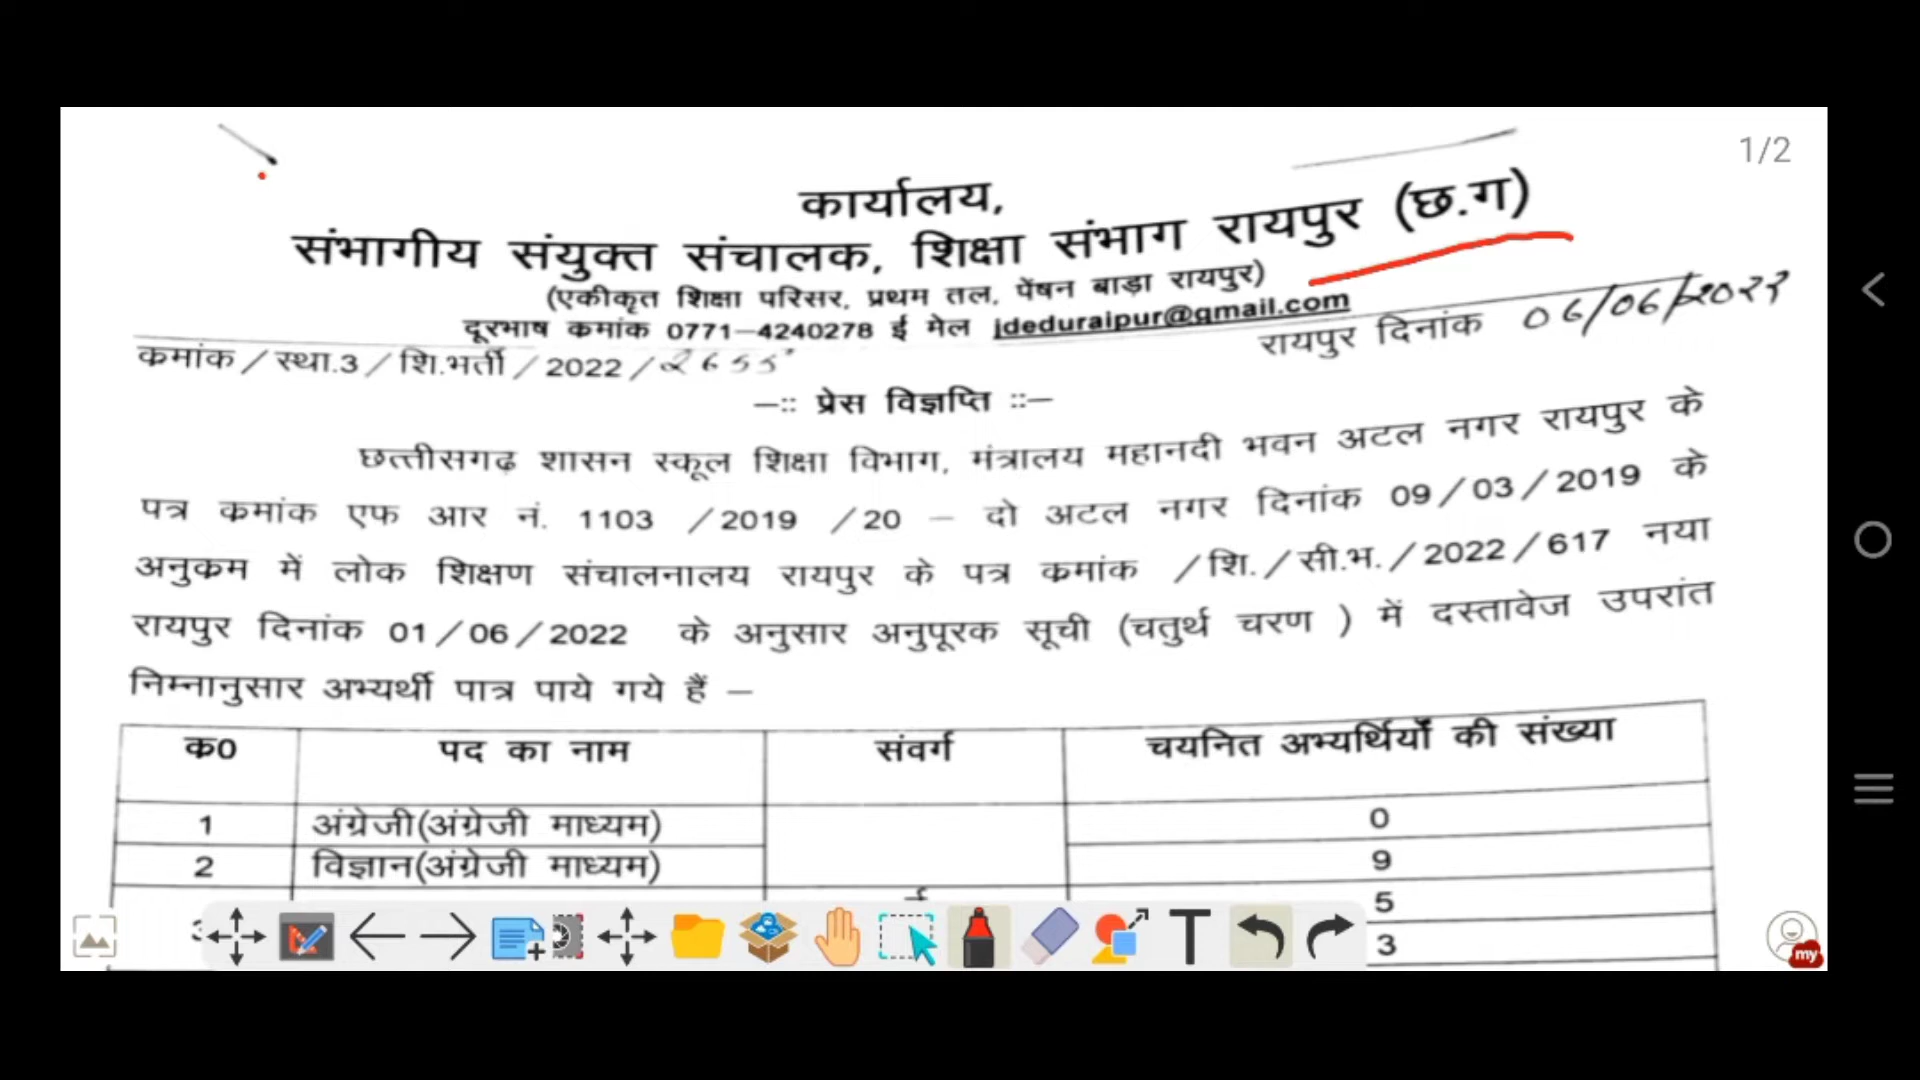 1/2
कार्यालय,
संभागीय संयुक्त संचालक, शिक्षा संभाग रायपुर (छ.ग)
(एकीकृत शिक्षा परिसर, प्रथम तल, पेंषन बाड़ा रायपुर)
दूरभाष कमांक 0771–4240278 ई मेल jdeduraipur@gmail.com
कमांक / स्था.3 / शि.भर्ती / 2022 / रायपुर दिनांक 06/06/2022
–:: प्रेस विज्ञप्ति ::–
छत्तीसगढ़ शासन स्कूल शिक्षा विभाग, मंत्रालय महानदी भवन अटल नगर रायपुर के
पत्र कमांक एफ आर नं. 1103 /2019 /20 – दो अटल नगर दिनांक 09/03/2019 के
अनुकम में लोक शिक्षण संचालनालय रायपुर के पत्र कमांक /शि./सी.भ./2022/617 नया
रायपुर दिनांक 01/06/2022 के अनुसार अनुपूरक सूची (चतुर्थ चरण ) में दस्तावेज उपरांत
निम्नानुसार अभ्यर्थी पात्र पाये गये हैं –
क0 पद का नाम संवर्ग चयनित अभ्यर्थियों की संख्या
1 अंग्रेजी(अंग्रेजी माध्यम) 0
2 विज्ञान(अंग्रेजी माध्यम) 9
5
3
T
my